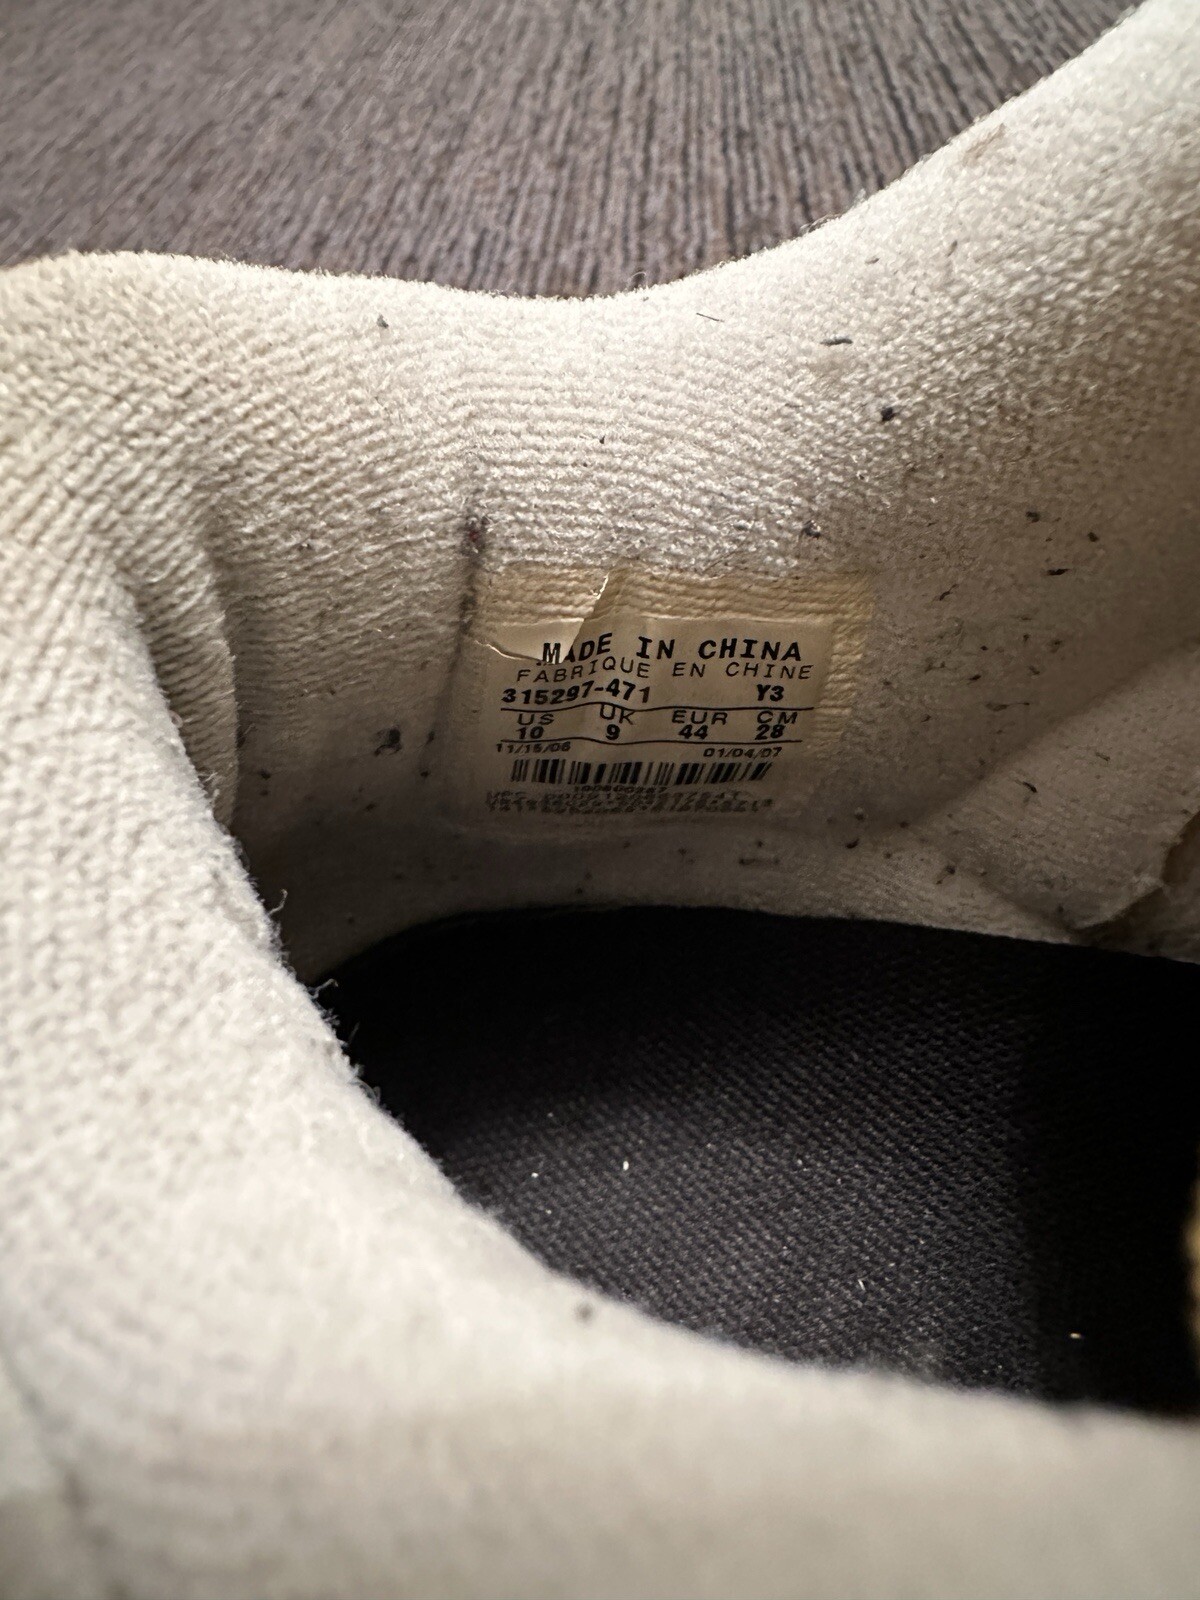 MADE IN CHINA
FABRIQUE EN CHINE
315297-471 Y3
US UK EUR CM
10 9 44 28
11/15/06 01/04/07